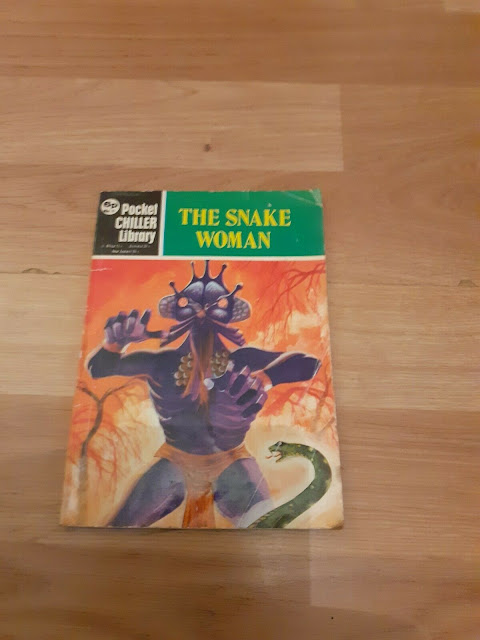 Pocket
CHILLER
Library
THE SNAKE
WOMAN